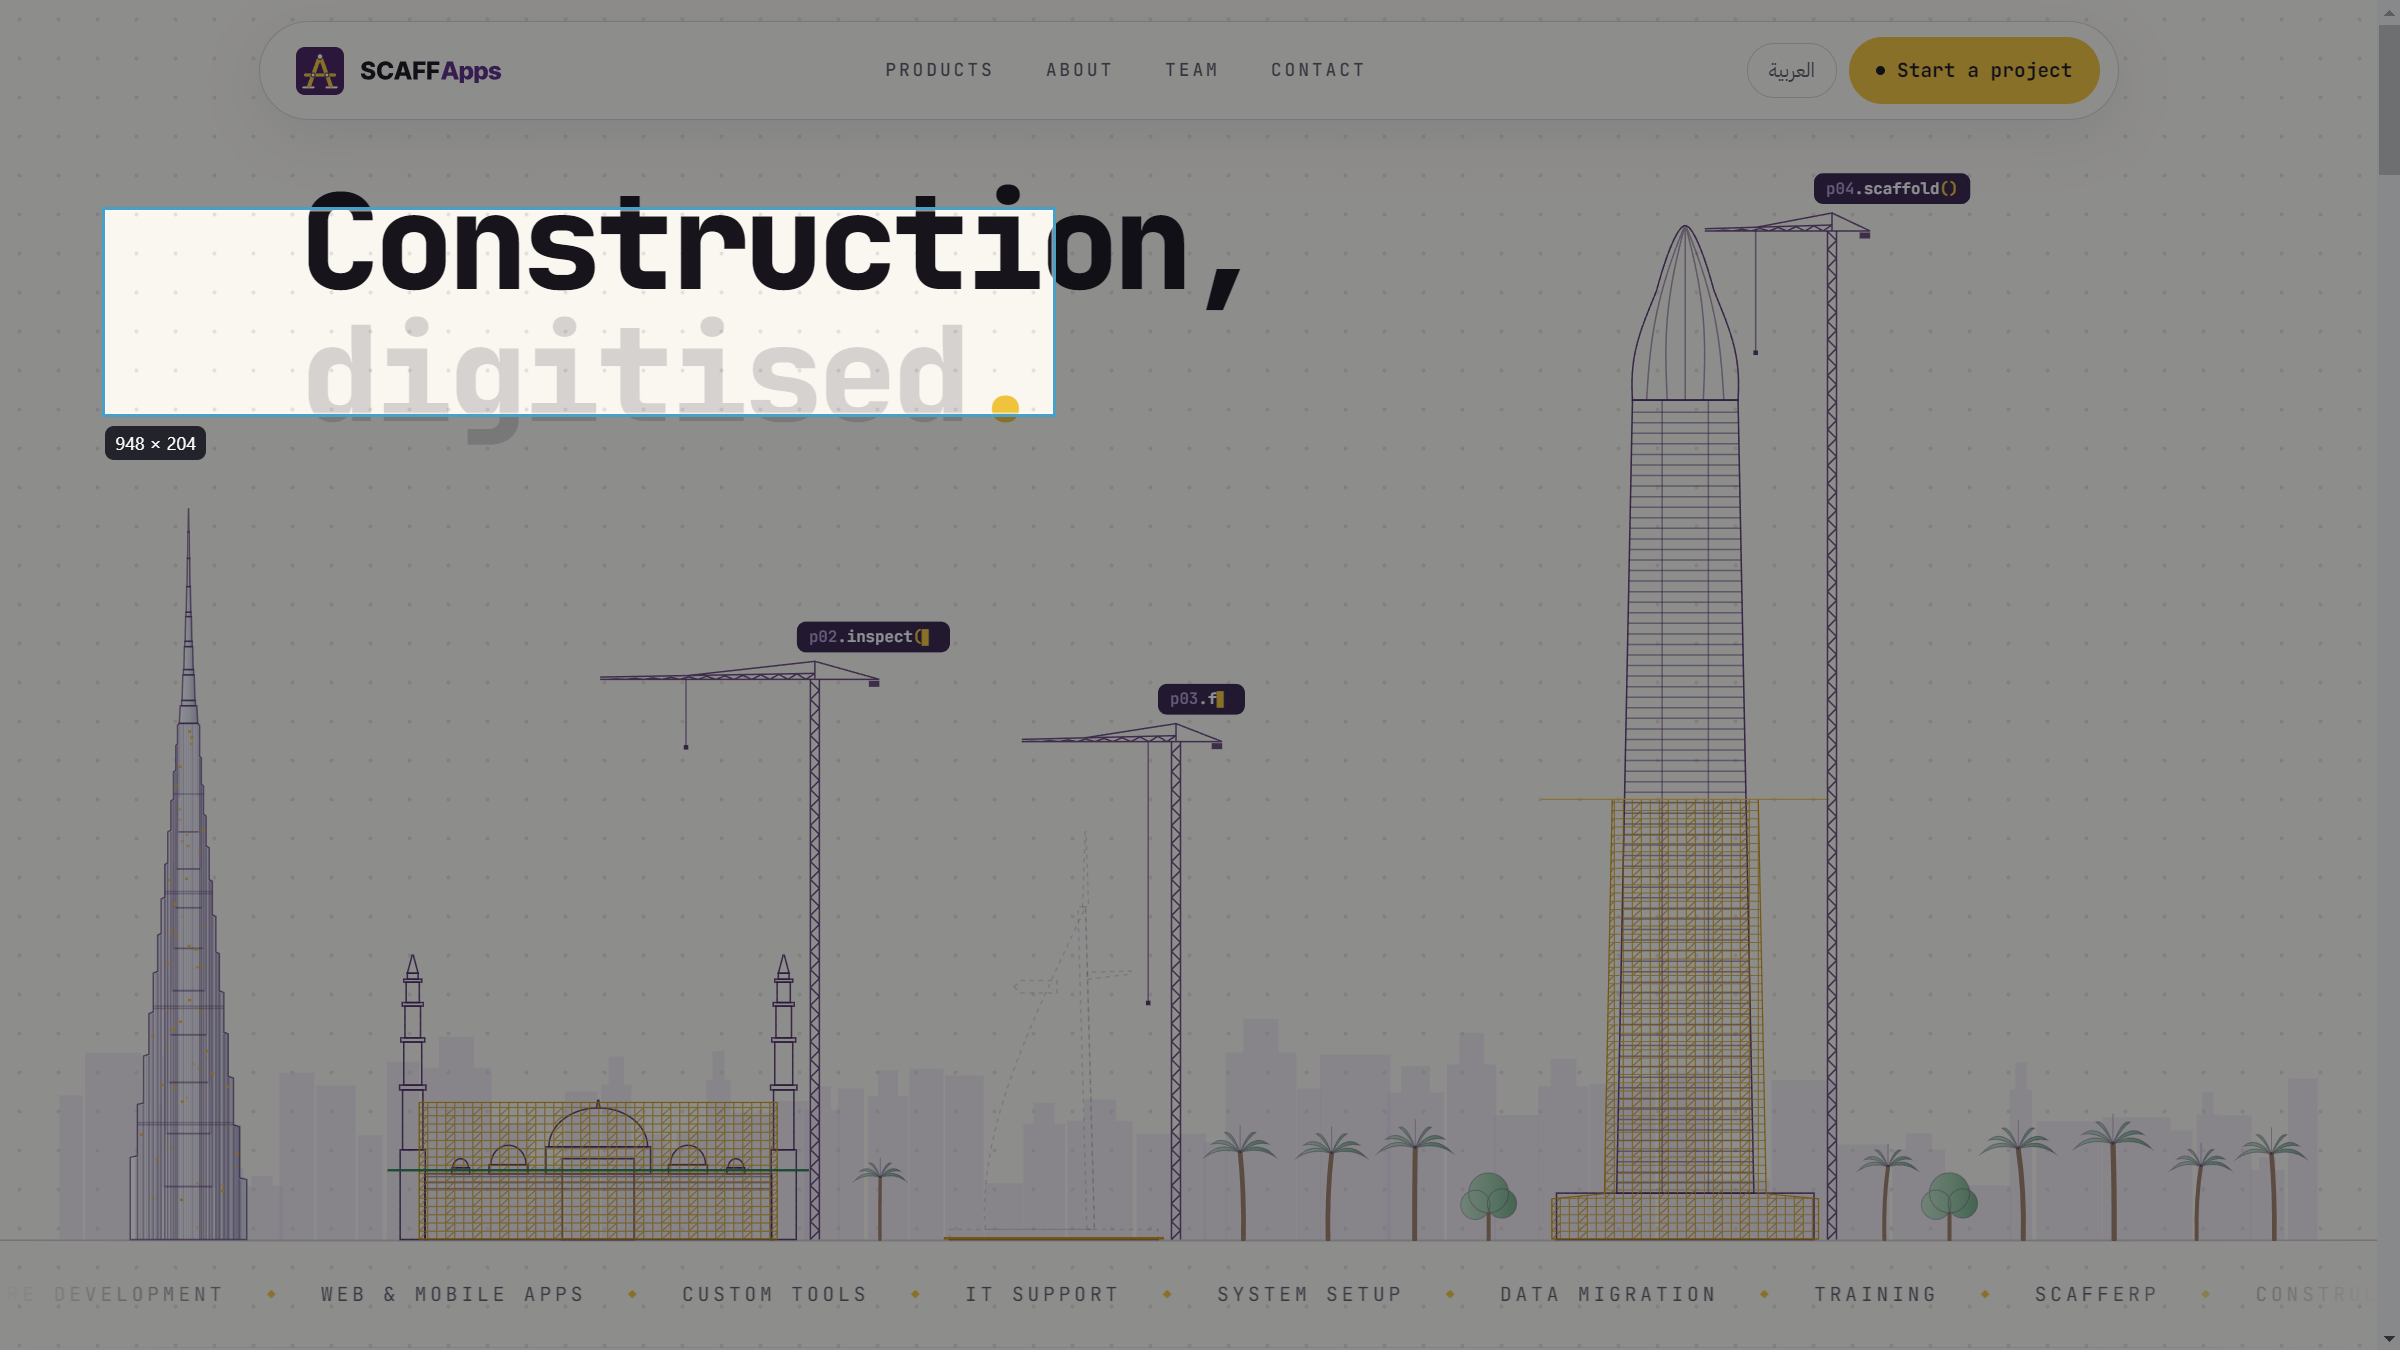 SCAFFApps
PRODUCTS ABOUT TEAM CONTACT
العربية
Start a project
Construction,
digitised.
948 × 204
p04.scaffold()
p02.inspect(
p03.f
DEVELOPMENT ◆ WEB & MOBILE APPS ◆ CUSTOM TOOLS ◆ IT SUPPORT ◆ SYSTEM SETUP ◆ DATA MIGRATION ◆ TRAINING ◆ SCAFFERP ◆